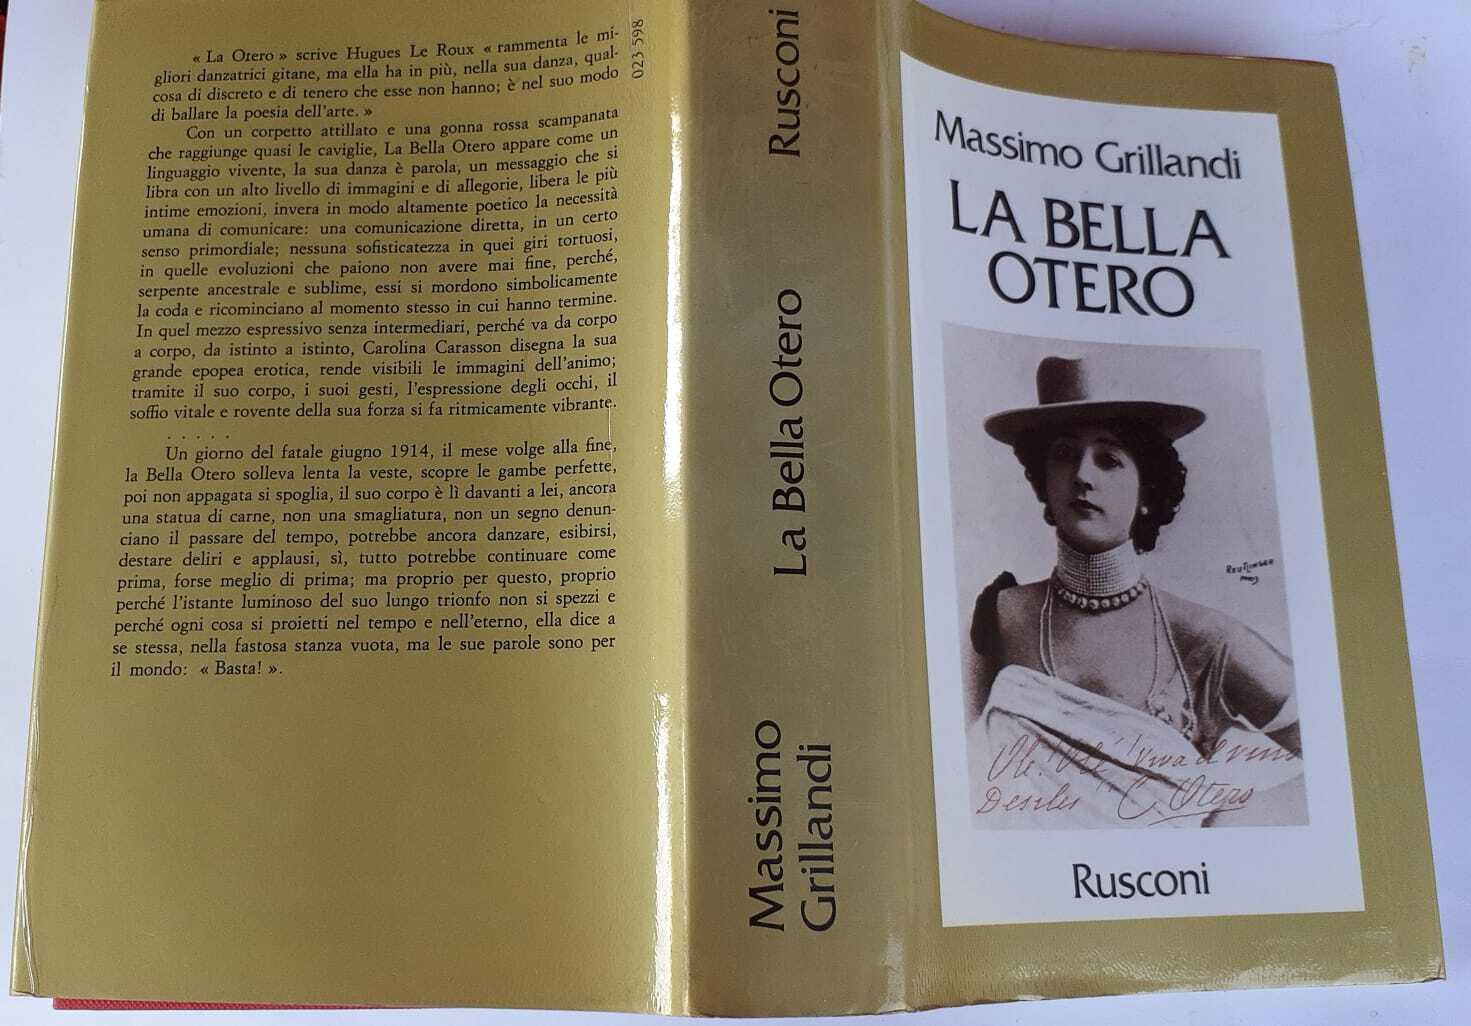 « La Otero » scrive Hugues Le Roux « rammenta le mi-
gliori danzatrici gitane, ma ella ha in più, nella sua danza, qual-
cosa di discreto e di tenero che esse non hanno; è nel suo modo
di ballare la poesia dell'arte. »
Con un corpetto attillato e una gonna rossa scampanata
che raggiunge quasi le caviglie, La Bella Otero appare come un
linguaggio vivente, la sua danza è parola, un messaggio che si
libra con un alto livello di immagini e di allegorie, libera le più
intime emozioni, invera in modo altamente poetico la necessità
umana di comunicare: una comunicazione diretta, in un certo
senso primordiale; nessuna sofisticatezza in quei giri tortuosi,
in quelle evoluzioni che paiono non avere mai fine, perché,
serpente ancestrale e sublime, essi si mordono simbolicamente
la coda e ricominciano al momento stesso in cui hanno termine.
In quel mezzo espressivo senza intermediari, perché va da corpo
a corpo, da istinto a istinto, Carolina Carasson disegna la sua
grande epopea erotica, rende visibili le immagini dell'animo;
tramite il suo corpo, i suoi gesti, l'espressione degli occhi, il
soffio vitale e rovente della sua forza si fa ritmicamente vibrante.
. . . . .
Un giorno del fatale giugno 1914, il mese volge alla fine,
la Bella Otero solleva lenta la veste, scopre le gambe perfette,
poi non appagata si spoglia, il suo corpo è lì davanti a lei, ancora
una statua di carne, non una smagliatura, non un segno denun-
ciano il passare del tempo, potrebbe ancora danzare, esibirsi,
destare deliri e applausi, sì, tutto potrebbe continuare come
prima, forse meglio di prima; ma proprio per questo, proprio
perché l'istante luminoso del suo lungo trionfo non si spezzi e
perché ogni cosa si proietti nel tempo e nell'eterno, ella dice a
se stessa, nella fastosa stanza vuota, ma le sue parole sono per
il mondo: « Basta! ».
023 598
Massimo
Grillandi
La Bella Otero
Rusconi
Massimo Grillandi
LA BELLA
OTERO
REUTLINGER
Olé! Olé! Viva el
C. Otero
Rusconi